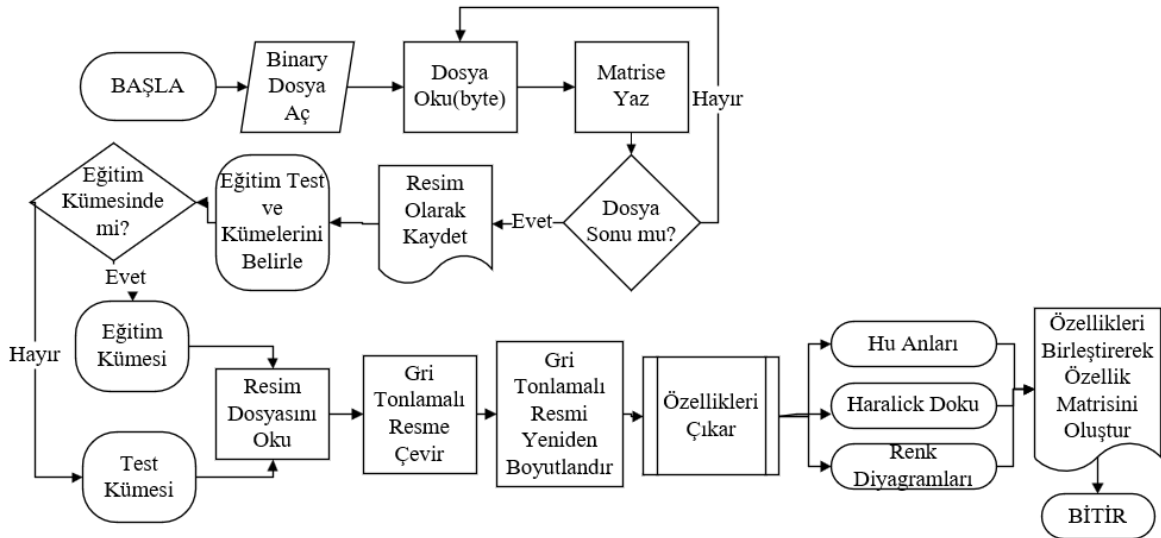 BAŞLA
Binary
Dosya
Aç
Dosya
Oku(byte)
Matrise
Yaz
Hayır
Dosya
Sonu mu?
Evet
Resim
Olarak
Kaydet
Eğitim Test
ve
Kümelerini
Belirle
Eğitim
Kümesinde
mi?
Evet
Hayır
Eğitim
Kümesi
Test
Kümesi
Resim
Dosyasını
Oku
Gri
Tonlamalı
Resme
Çevir
Gri
Tonlamalı
Resmi
Yeniden
Boyutlandır
Özellikleri
Çıkar
Hu Anları
Haralick Doku
Renk
Diyagramları
Özellikleri
Birleştirerek
Özellik
Matrisini
Oluştur
BİTİR